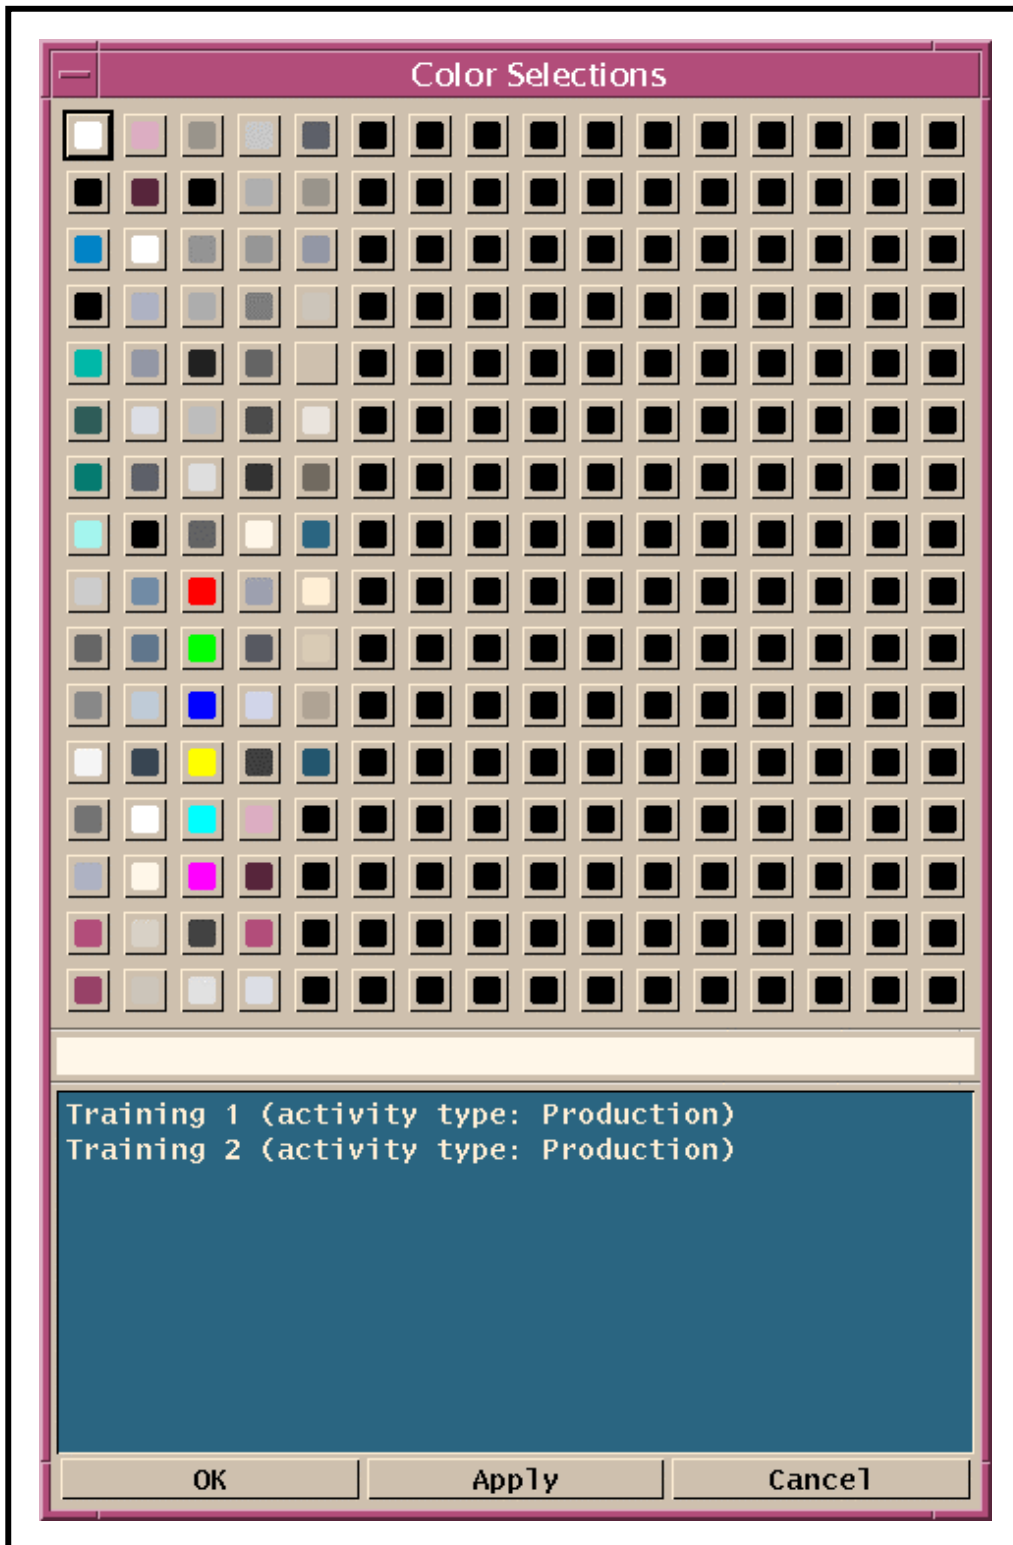 Color Selections
Training 1 (activity type: Production)
Training 2 (activity type: Production)
OK
Apply
Cancel